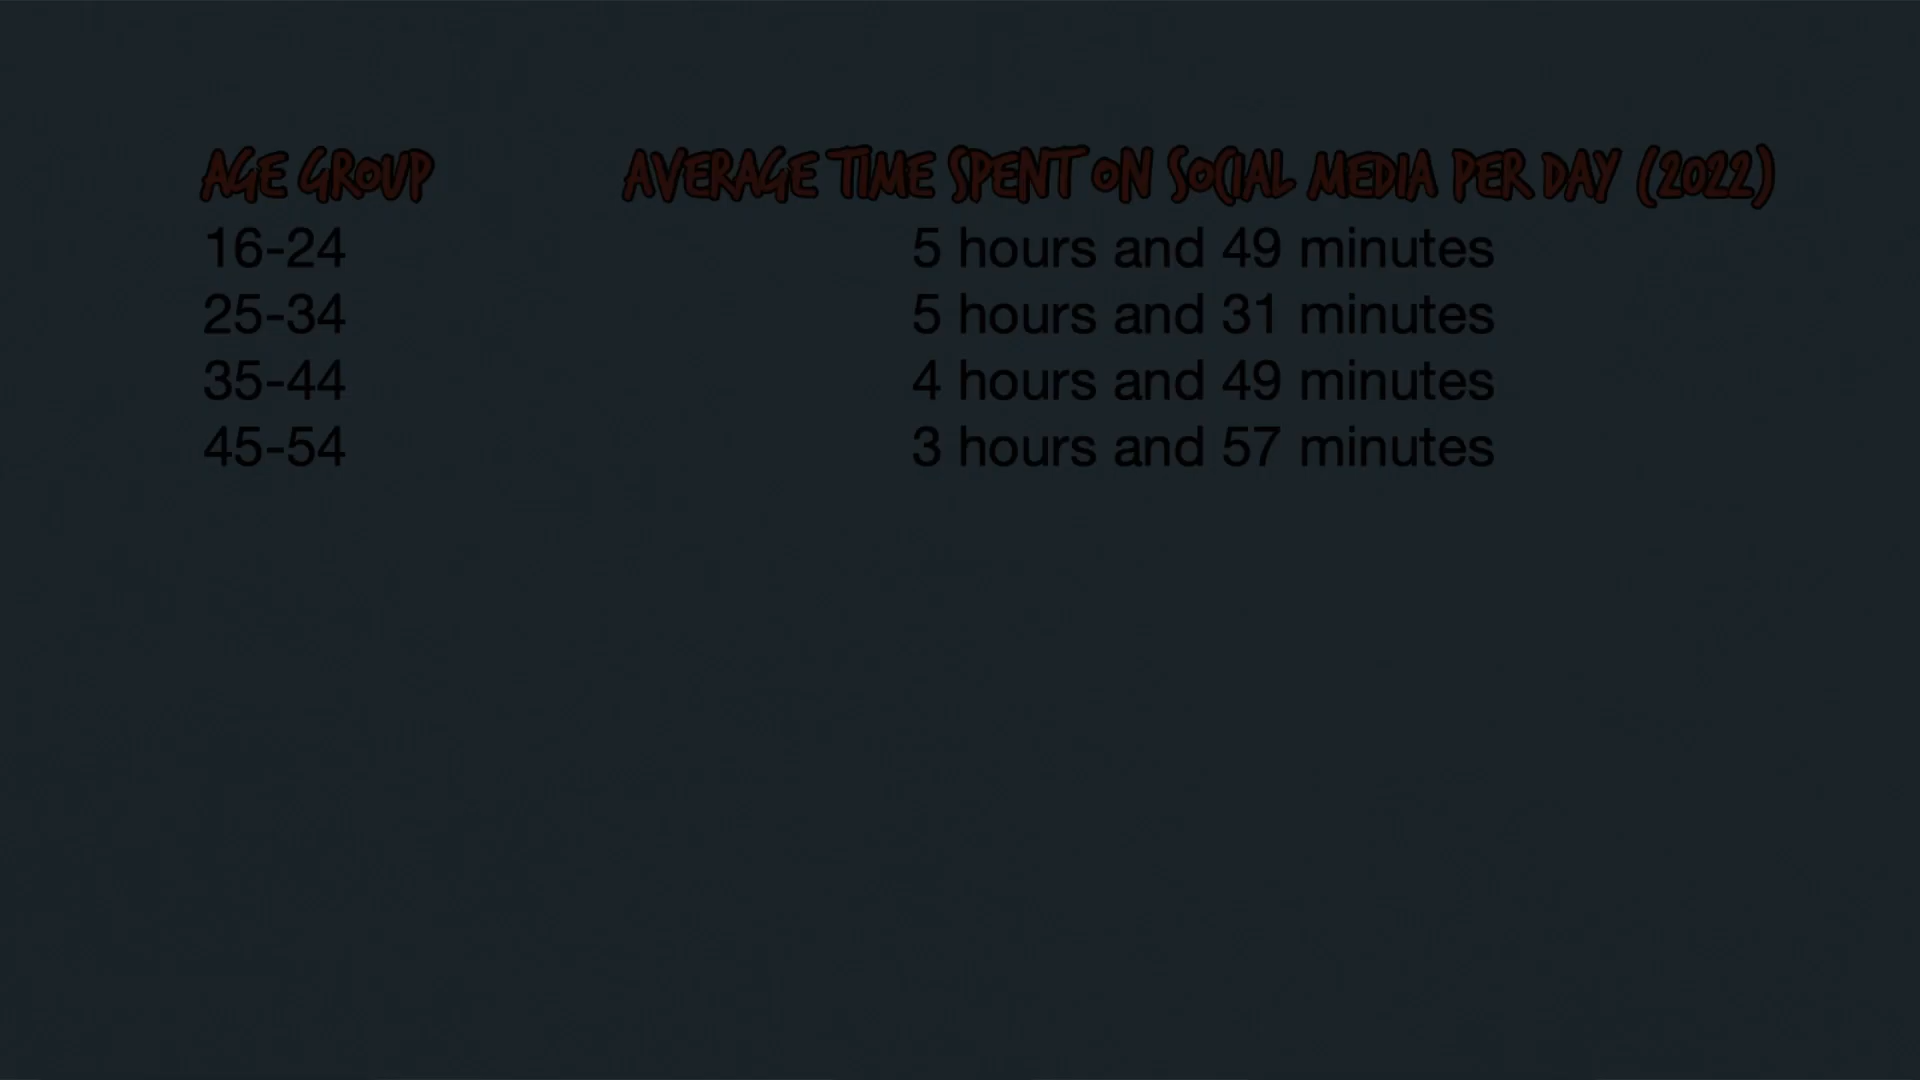 AGE GROUP AVERAGE TIME SPENT ON SOCIAL MEDIA PER DAY (2022)
16-24 5 hours and 49 minutes
25-34 5 hours and 31 minutes
35-44 4 hours and 49 minutes
45-54 3 hours and 57 minutes